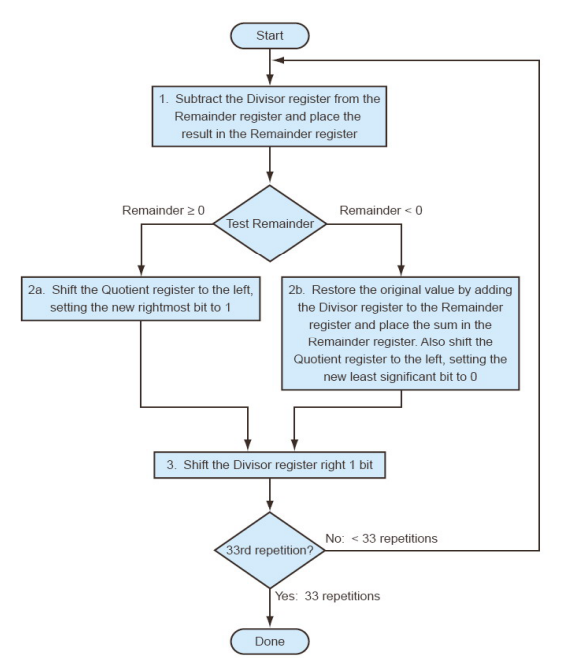 Start
1. Subtract the Divisor register from the
Remainder register and place the
result in the Remainder register
Remainder ≥ 0
Test Remainder
Remainder < 0
2a. Shift the Quotient register to the left,
setting the new rightmost bit to 1
2b. Restore the original value by adding
the Divisor register to the Remainder
register and place the sum in the
Remainder register. Also shift the
Quotient register to the left, setting the
new least significant bit to 0
3. Shift the Divisor register right 1 bit
33rd repetition?
No: < 33 repetitions
Yes: 33 repetitions
Done